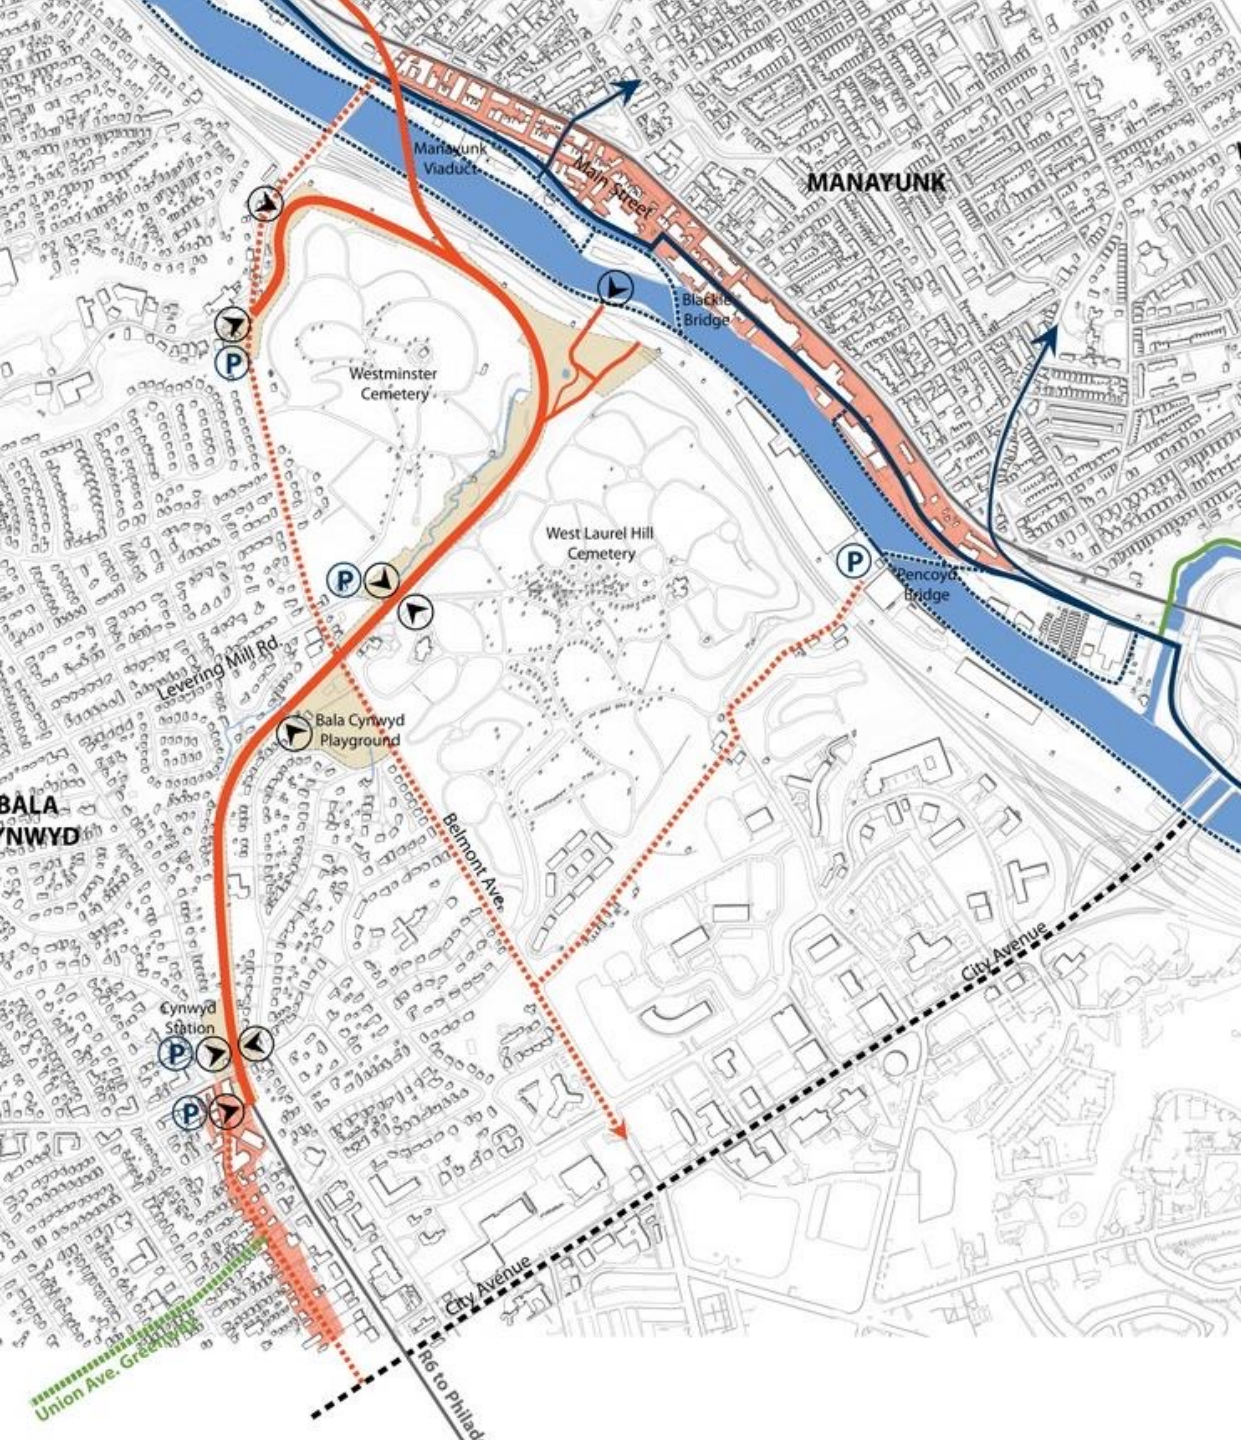 Manayunk
Viaduct
Main Street
MANAYUNK
Blackie
Bridge
Westminster
Cemetery
P
West Laurel Hill
Cemetery
P
P
Pencoyd
Bridge
Levering Mill Rd.
Bala Cynwyd
Playground
BALA
YNWYD
Belmont Ave.
City Avenue
Cynwyd
Station
P
P
City Avenue
Union Ave. Greenway
R6 to Philad